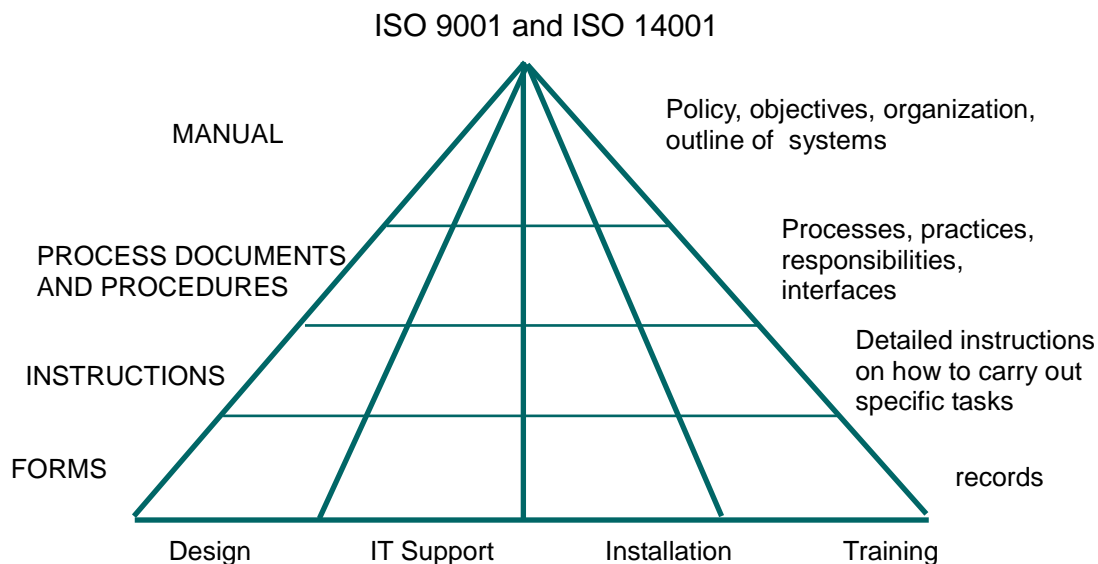 ISO 9001 and ISO 14001
MANUAL
Policy, objectives, organization,
outline of systems
PROCESS DOCUMENTS
AND PROCEDURES
Processes, practices,
responsibilities,
interfaces
INSTRUCTIONS
Detailed instructions
on how to carry out
specific tasks
FORMS
records
Design
IT Support
Installation
Training